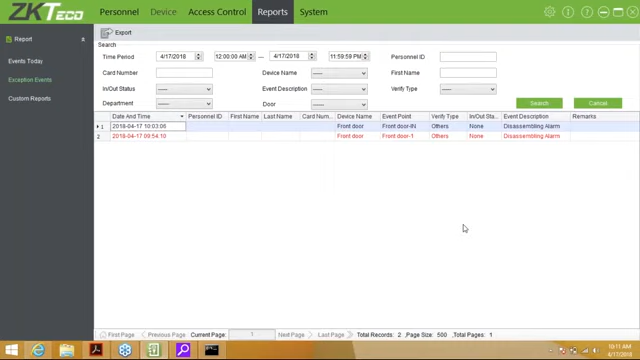 ZKTeco Personnel Device Access Control Reports System
Report Export
Search
Time Period 4/17/2018 12:00:00 AM — 4/17/2018 11:59:59 PM Personnel ID
Events Today
Card Number Device Name ----- First Name
Exception Events
In/Out Status ----- Event Description ----- Verify Type -----
Custom Reports
Department Door ----- Search Cancel
Date And Time Personnel ID First Name Last Name Card Num... Device Name Event Point Verify Type In/Out Sta... Event Description Remarks
1 2018-04-17 10:03:06 Front door Front door-IN Others None Disassembling Alarm
2 2018-04-17 09:54:10 Front door Front door-1 Others None Disassembling Alarm
First Page Previous Page Current Page: 1 Next Page Last Page Total Records: 2 ,Page Size: 500 ,Total Pages: 1
10:11 AM
4/17/2018